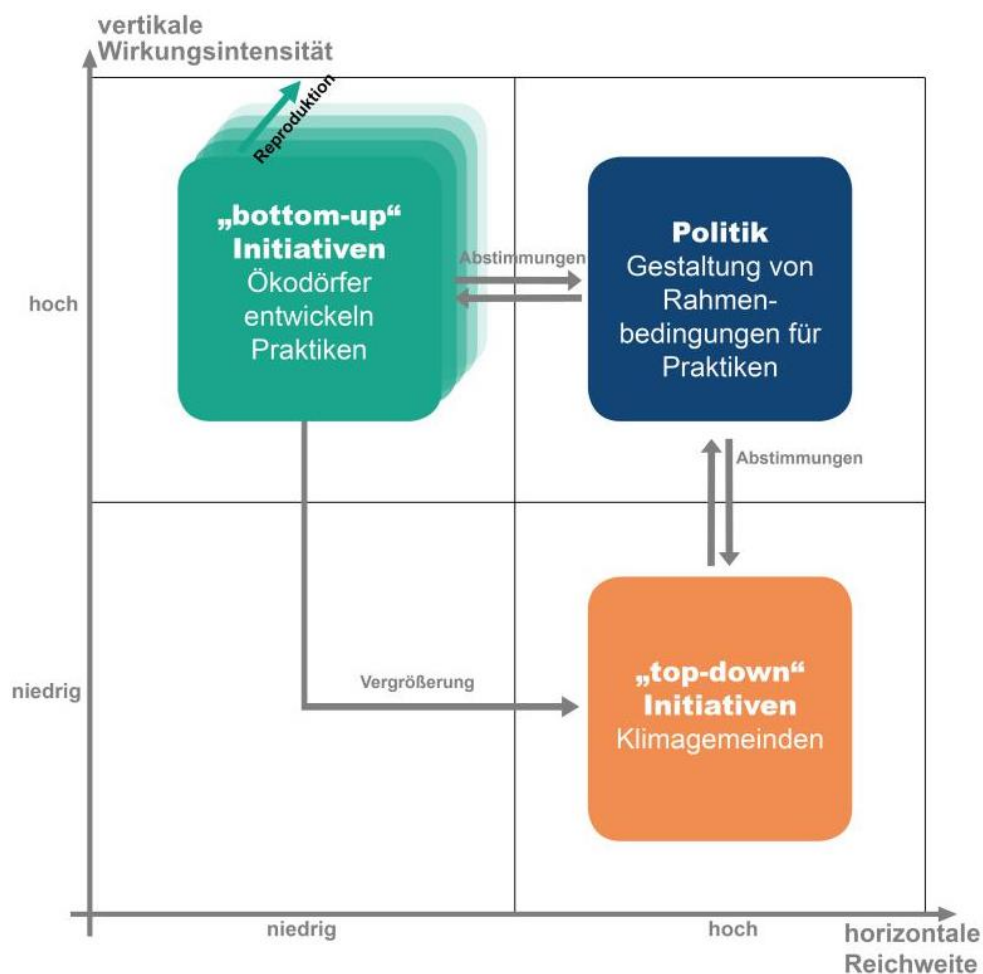 vertikale
Wirkungsintensität
Reproduktion
„bottom-up“
Initiativen
Ökodörfer
entwickeln
Praktiken
Abstimmungen
Politik
Gestaltung von
Rahmen-
bedingungen für
Praktiken
hoch
Abstimmungen
niedrig
Vergrößerung
„top-down“
Initiativen
Klimagemeinden
niedrig
hoch
horizontale
Reichweite